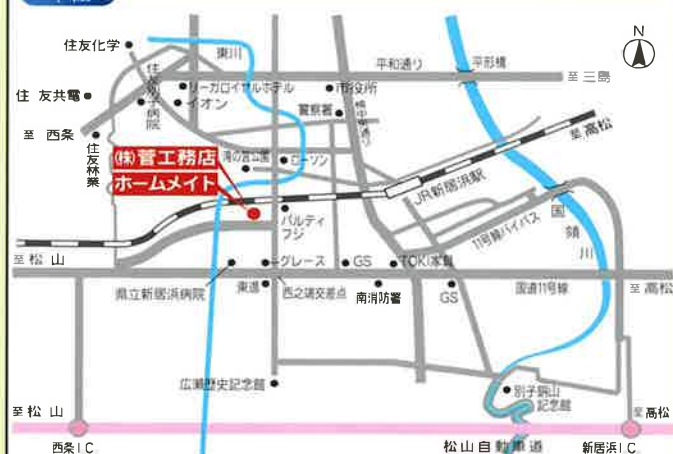 住友化学
東川
平和通り
平形橋
N
至三島
住友共電
住友別子病院
リーガロイヤルホテル
イオン
市役所
警察署
至 西条
住友林業
滝の宮公園
ローソン
(株)菅工務店
ホームメイト
至高松
JR新居浜駅
パルティ
フジ
11号線バイパス
国領川
至 松山
グレース
GS
TOKI家具
県立新居浜病院
東進
西之端交差点
南消防署
GS
国道11号線
至 高松
広瀬歴史記念館
別子銅山
記念館
至 松山
至 高松
西条IC
松山自動車道
新居浜IC